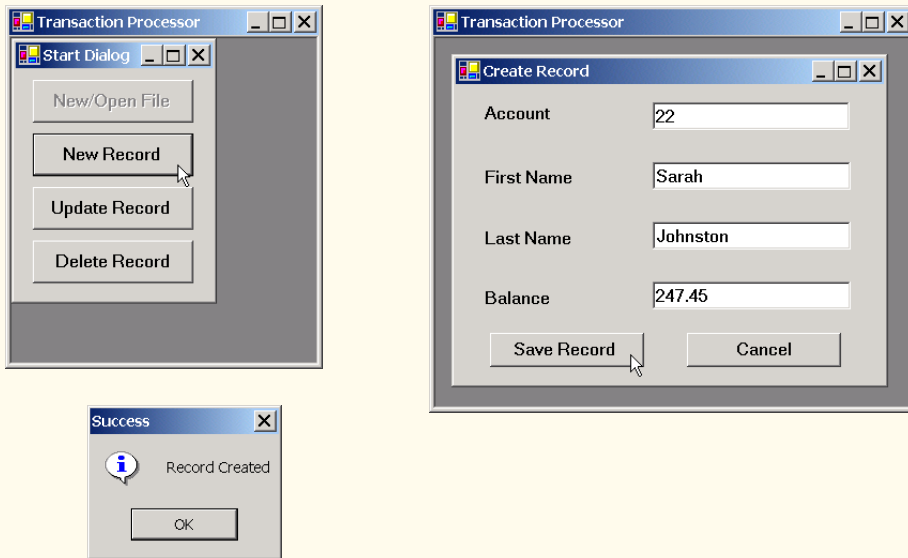 Transaction Processor
Start Dialog
New/Open File
New Record
Update Record
Delete Record
Transaction Processor
Create Record
Account 22
First Name Sarah
Last Name Johnston
Balance 247.45
Save Record Cancel
Success
Record Created
OK